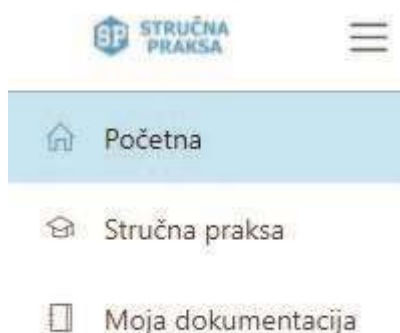 SP STRUČNA
PRAKSA
Početna
Stručna praksa
Moja dokumentacija